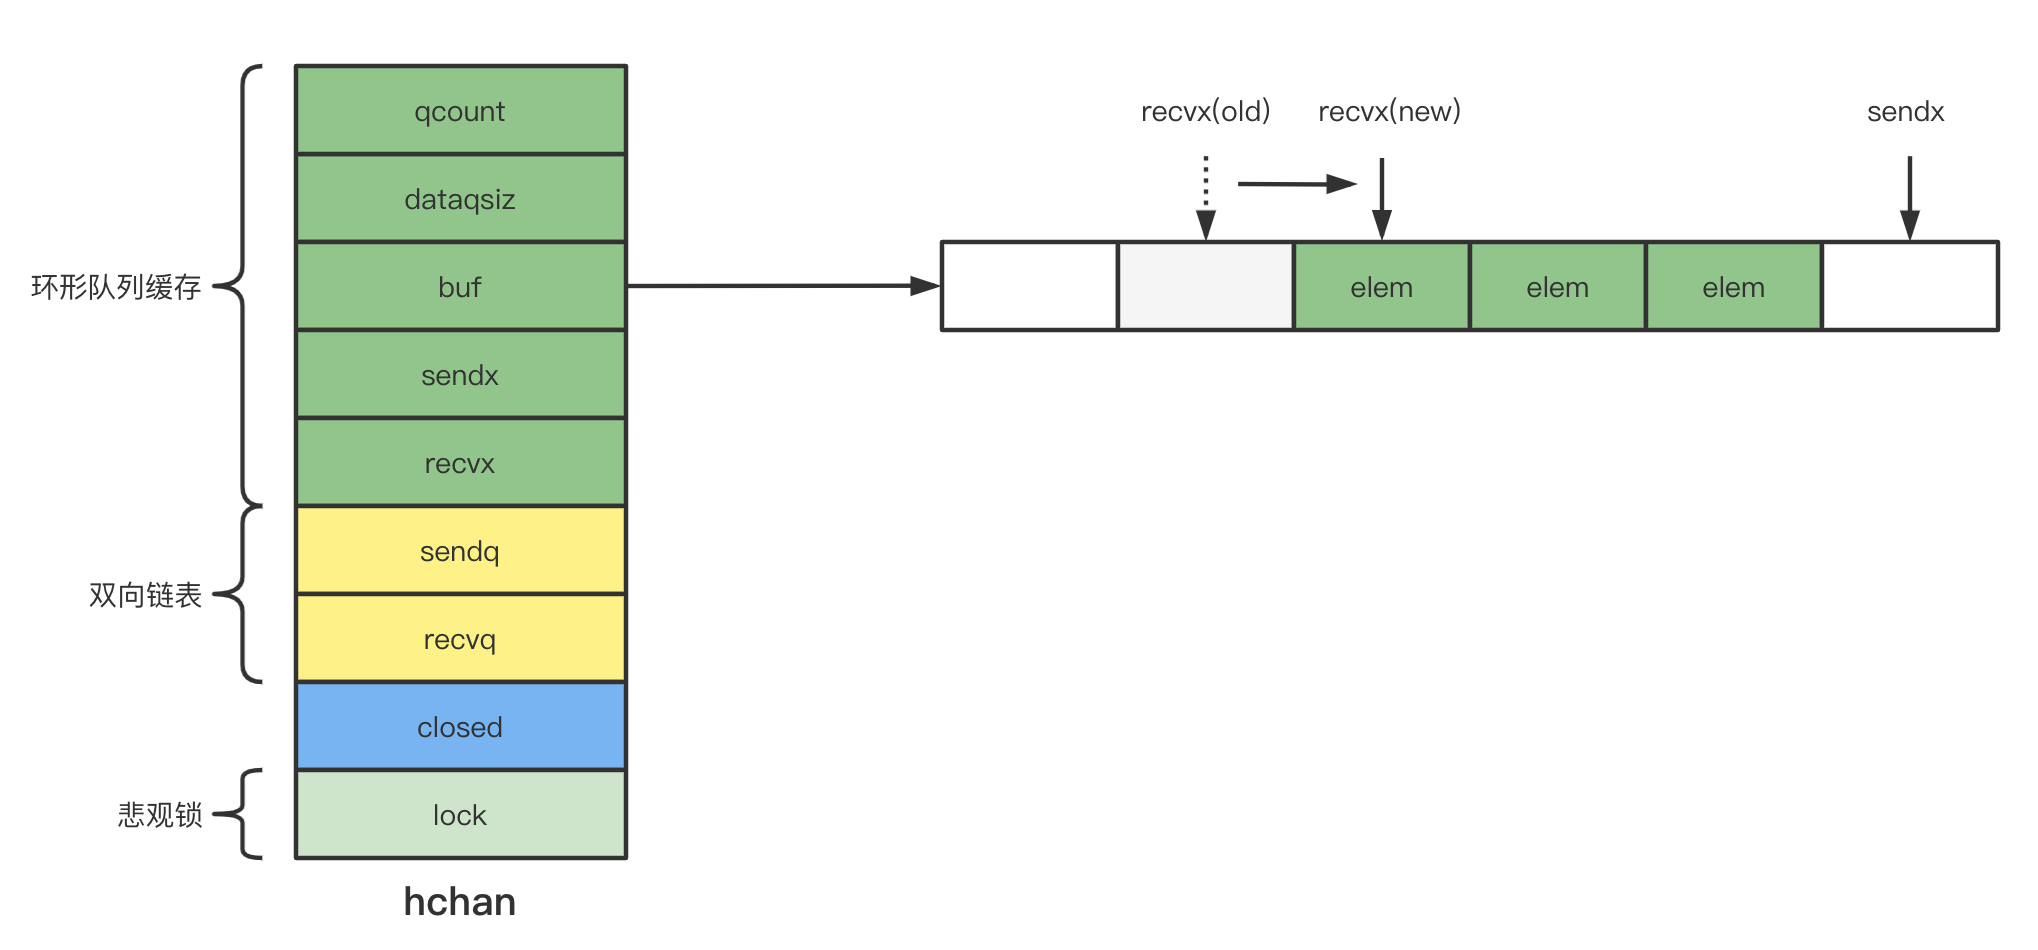 qcount
dataqsiz
buf
sendx
recvx
sendq
recvq
closed
lock
hchan
环形队列缓存
双向链表
悲观锁
recvx(old)
recvx(new)
sendx
elem
elem
elem